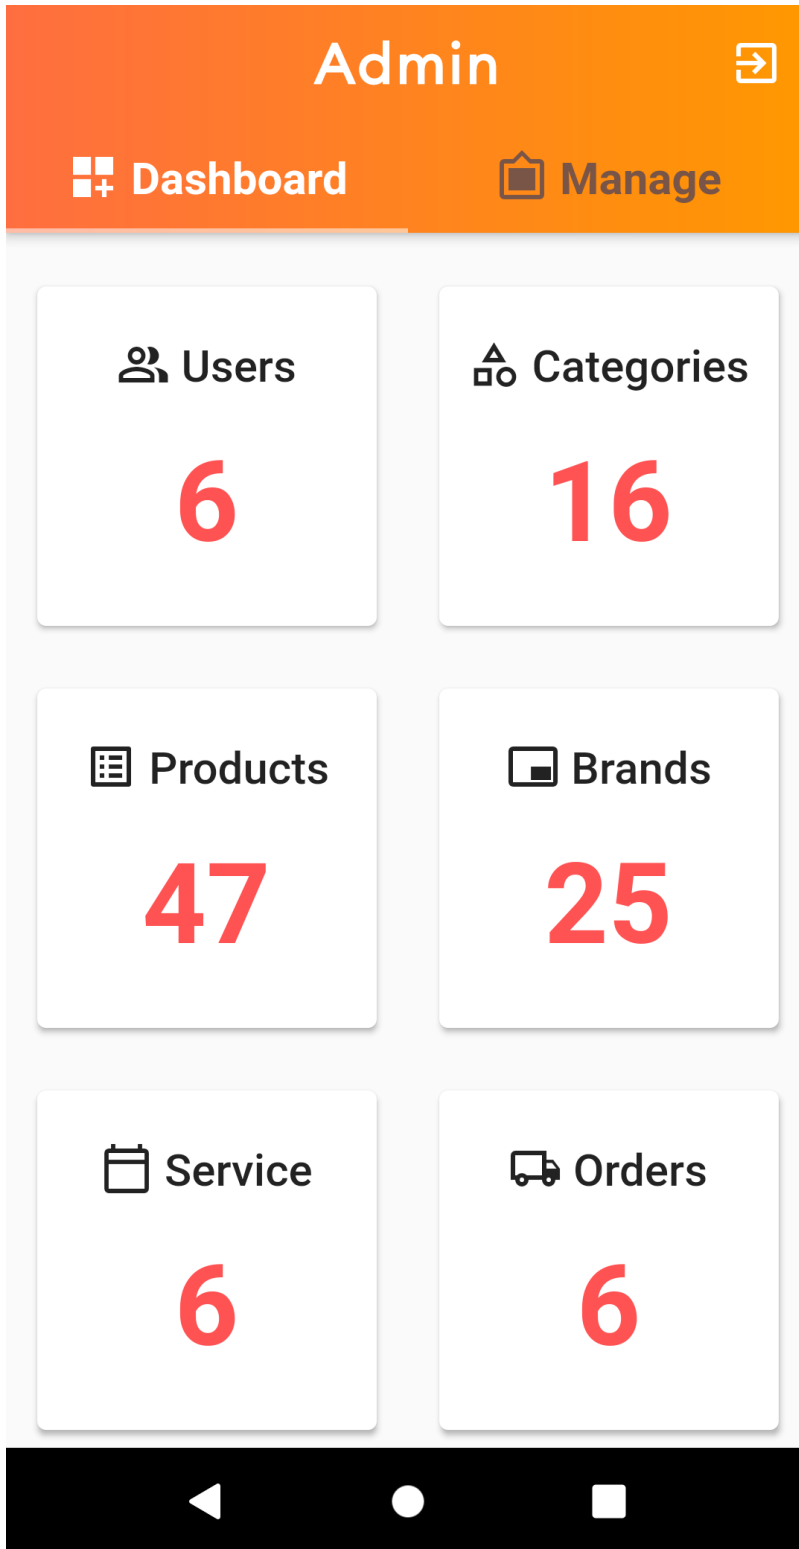 Admin
Dashboard Manage
Users Categories
6 16
Products Brands
47 25
Service Orders
6 6